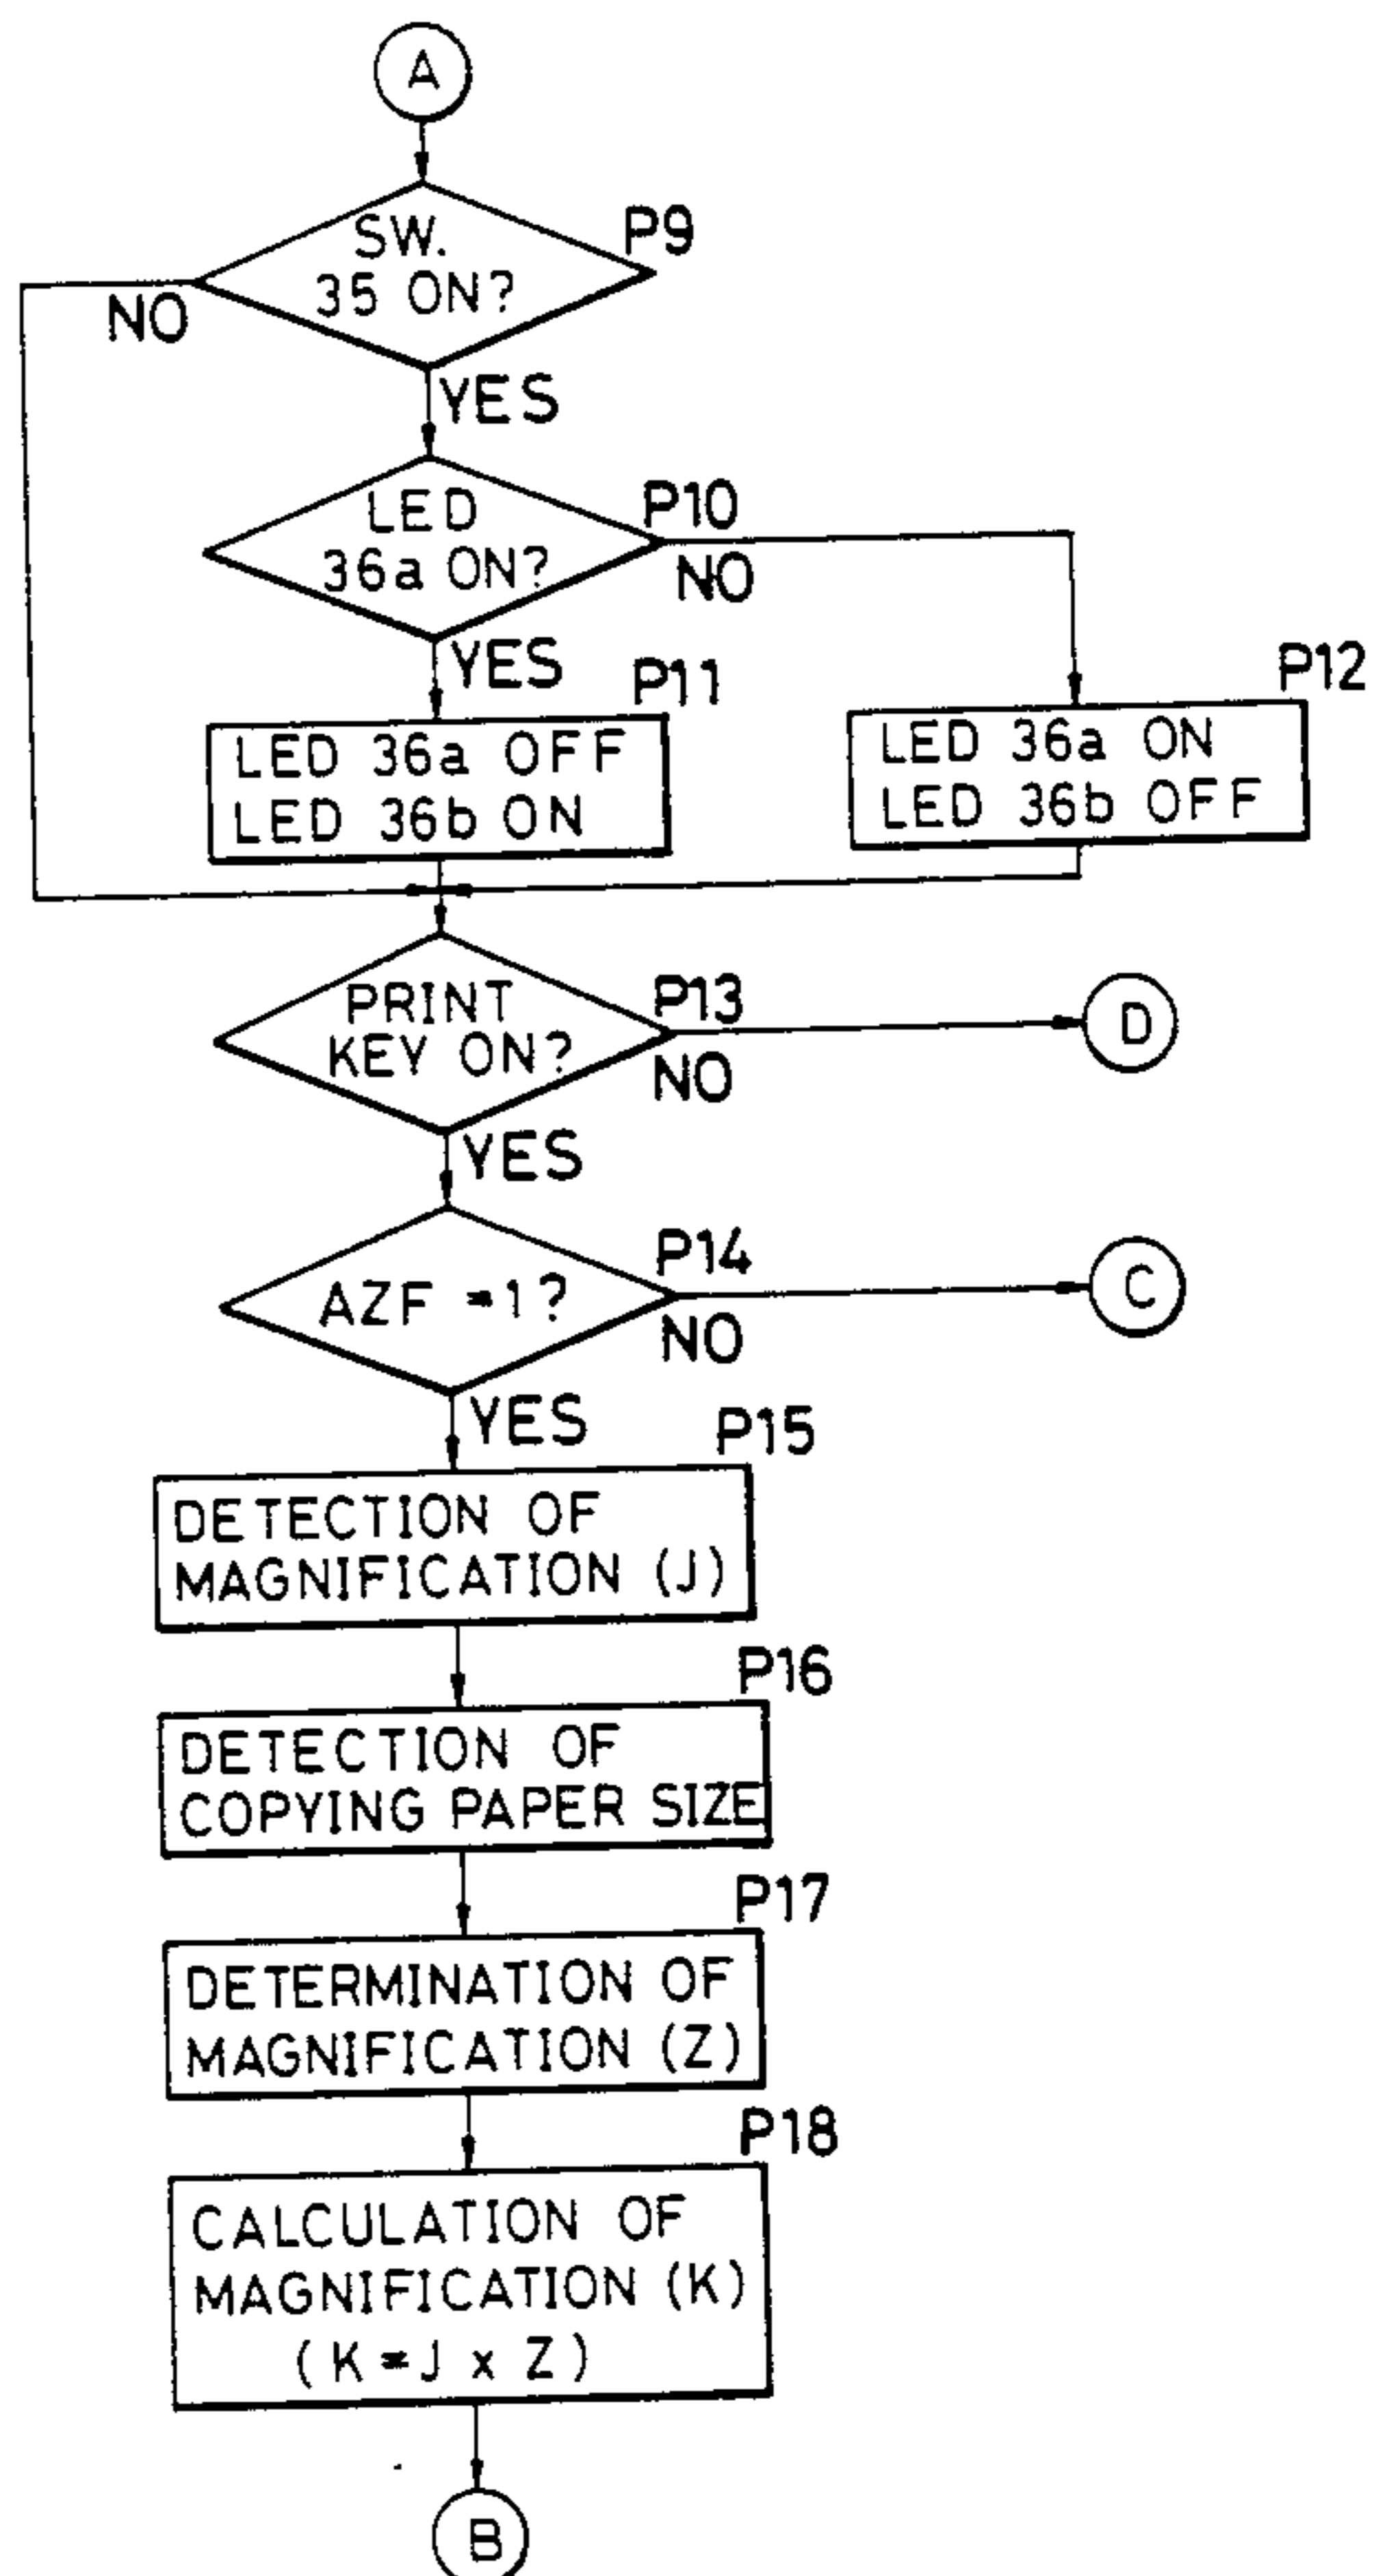 A
SW.
35 ON?
P9
NO
YES
LED
36a ON?
P10
NO
YES
P11
LED 36a OFF
LED 36b ON
P12
LED 36a ON
LED 36b OFF
PRINT
KEY ON?
P13
NO
D
YES
AZF =1?
P14
NO
C
YES
P15
DETECTION OF
MAGNIFICATION (J)
P16
DETECTION OF
COPYING PAPER SIZE
P17
DETERMINATION OF
MAGNIFICATION (Z)
P18
CALCULATION OF
MAGNIFICATION (K)
(K=J x Z)
B